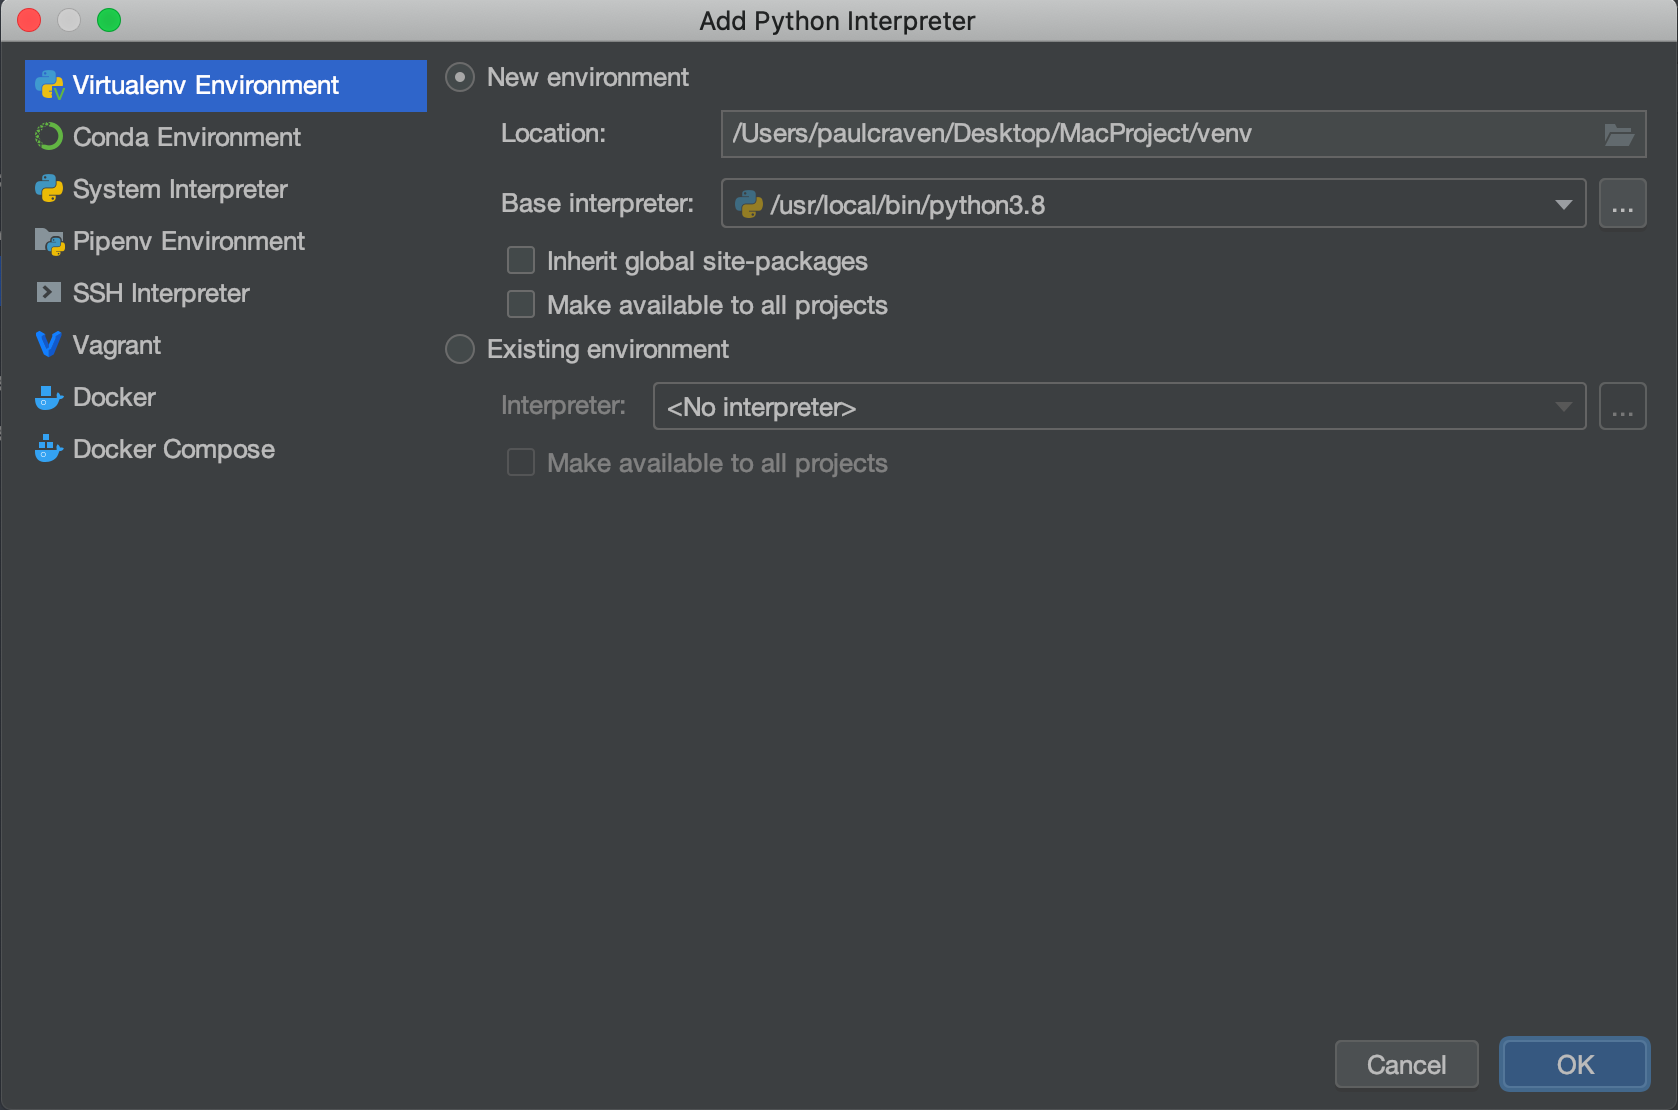 Add Python Interpreter
Virtualenv Environment
Conda Environment
System Interpreter
Pipenv Environment
SSH Interpreter
Vagrant
Docker
Docker Compose
New environment
Location: /Users/paulcraven/Desktop/MacProject/venv
Base interpreter: /usr/local/bin/python3.8 ...
Inherit global site-packages
Make available to all projects
Existing environment
Interpreter: <No interpreter> ...
Make available to all projects
Cancel OK